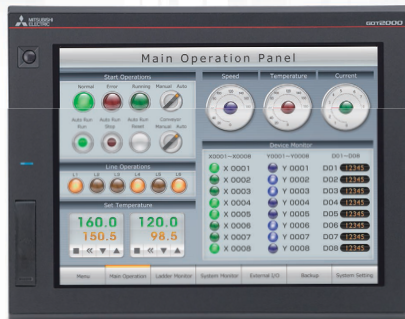 MITSUBISHI ELECTRIC
GOT2000
Main Operation Panel
Start Operations
Normal Error Running Manual Auto
Auto Run Run Auto Run Stop Auto Run Reset Conveyor Manual Auto
Line Operations
L1 L2 L3 L4 L5 L6
Set Temperature
160.0 120.0
150.5 98.5
Speed Temperature Current
Device Monitor
X0001~X0008 Y0001~Y0008 D01~D08
X 0001 Y 0001 D01 12345
X 0002 Y 0002 D02 12345
X 0003 Y 0003 D03 12345
X 0004 Y 0004 D04 12345
X 0005 Y 0005 D05 12345
X 0006 Y 0006 D06 12345
X 0007 Y 0007 D07 12345
X 0008 Y 0008 D08 12345
Menu Main Operation Ladder Monitor System Monitor External I/O Backup System Setting